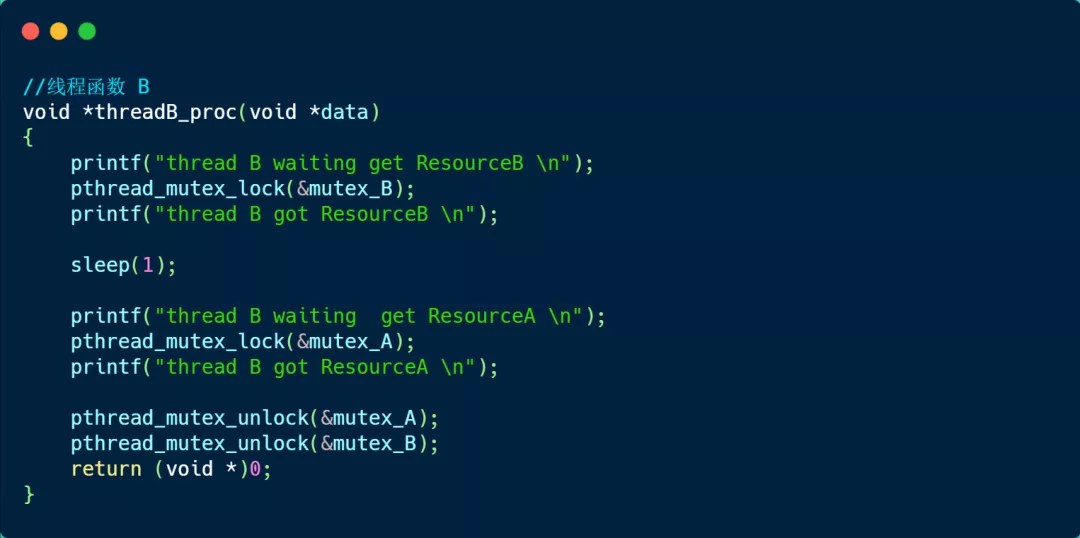 //线程函数 B
void *threadB_proc(void *data)
{
    printf("thread B waiting get ResourceB \n");
    pthread_mutex_lock(&mutex_B);
    printf("thread B got ResourceB \n");

    sleep(1);

    printf("thread B waiting  get ResourceA \n");
    pthread_mutex_lock(&mutex_A);
    printf("thread B got ResourceA \n");

    pthread_mutex_unlock(&mutex_A);
    pthread_mutex_unlock(&mutex_B);
    return (void *)0;
}